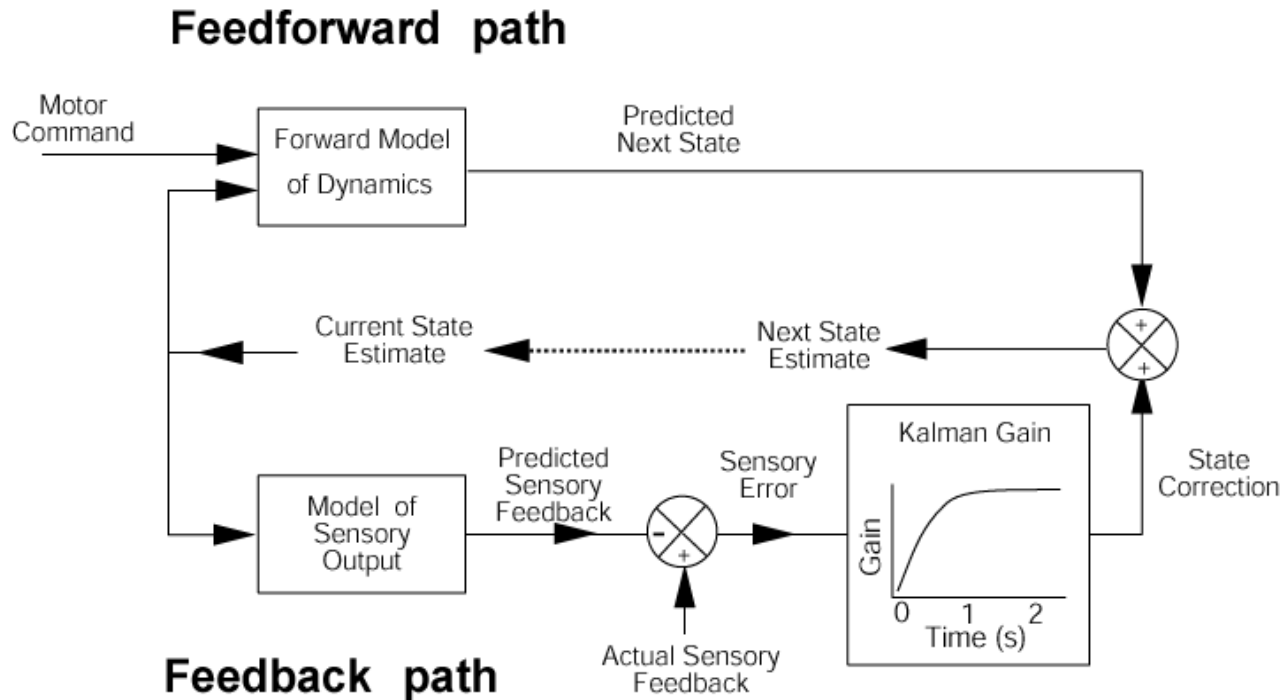 Feedforward path
Motor
Command
Forward Model
of Dynamics
Predicted
Next State
+
+
Current State
Estimate
Next State
Estimate
Model of
Sensory
Output
Predicted
Sensory
Feedback
-
+
Actual Sensory
Feedback
Sensory
Error
Kalman Gain
Gain
0 1 2
Time (s)
State
Correction
Feedback path